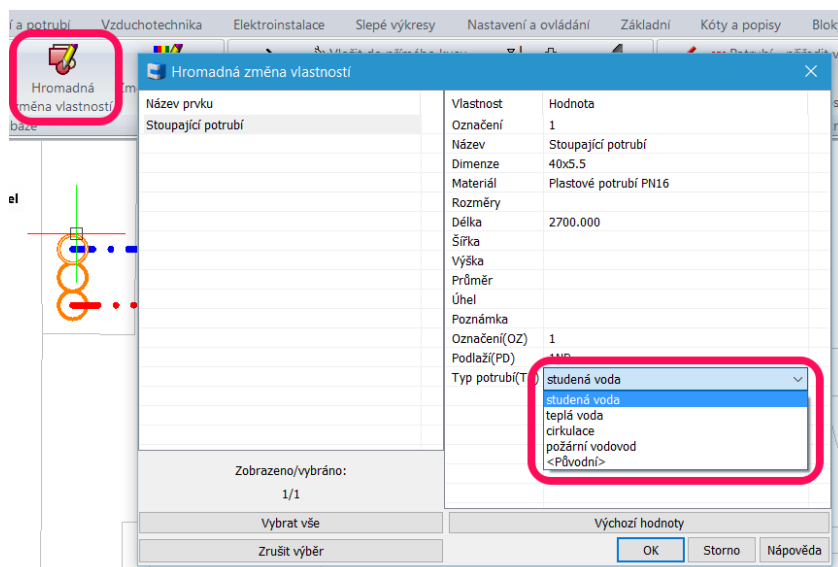 í a potrubí Vzduchotechnika Elektroinstalace Slepé výkresy Nastavení a ovládání Základní Kóty a popisy Blok
Hromadná
změna vlastností
báze
el
Hromadná změna vlastností
Název prvku
Stoupající potrubí
Zobrazeno/vybráno:
1/1
Vybrat vše
Zrušit výběr
Vlastnost Hodnota
Označení 1
Název Stoupající potrubí
Dimenze 40x5.5
Materiál Plastové potrubí PN16
Rozměry
Délka 2700.000
Šířka
Výška
Průměr
Úhel
Poznámka
Označení(OZ) 1
Podlaží(PD) 1NP
Typ potrubí(T studená voda
studená voda
teplá voda
cirkulace
požární vodovod
<Původní>
Výchozí hodnoty
OK Storno Nápověda